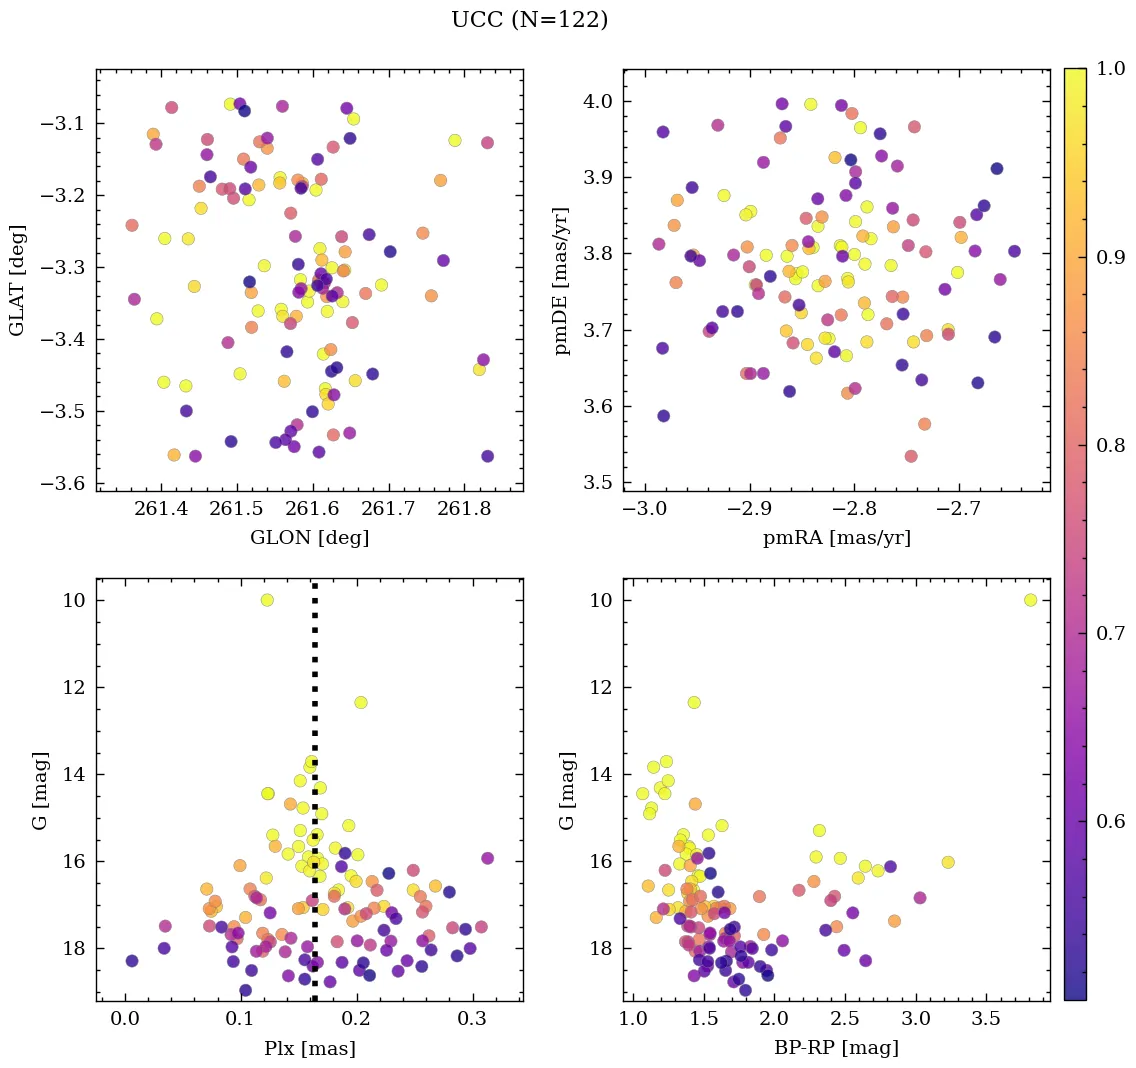 UCC (N=122)
−3.1
−3.2
−3.3
−3.4
−3.5
−3.6
GLAT [deg]
261.4 261.5 261.6 261.7 261.8
GLON [deg]
4.0
3.9
3.8
3.7
3.6
3.5
pmDE [mas/yr]
−3.0 −2.9 −2.8 −2.7
pmRA [mas/yr]
1.0
0.9
0.8
0.7
0.6
10
12
14
16
18
G [mag]
0.0 0.1 0.2 0.3
Plx [mas]
10
12
14
16
18
G [mag]
1.0 1.5 2.0 2.5 3.0 3.5
BP-RP [mag]